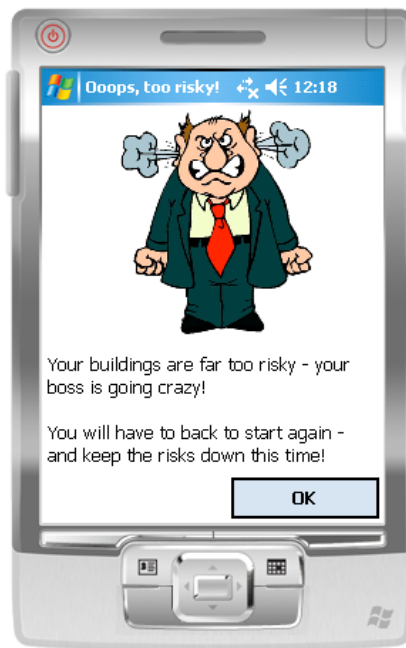 Ooops, too risky! 12:18
Your buildings are far too risky - your
boss is going crazy!
You will have to back to start again -
and keep the risks down this time!
OK